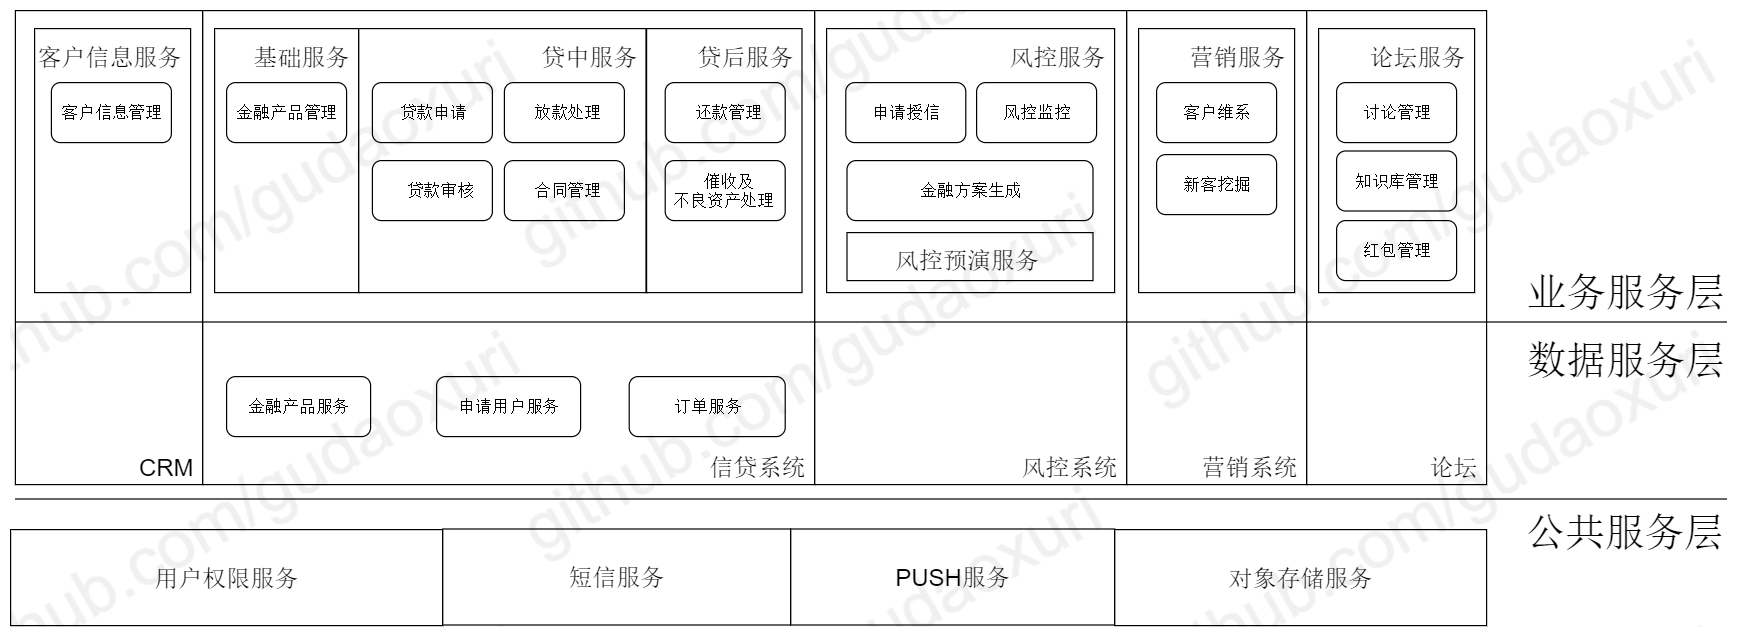 客户信息服务
客户信息管理
基础服务
金融产品管理
贷中服务
贷款申请
放款处理
贷款审核
合同管理
贷后服务
还款管理
催收及
不良资产处理
风控服务
申请授信
风控监控
金融方案生成
风控预演服务
营销服务
客户维系
新客挖掘
论坛服务
讨论管理
知识库管理
红包管理
业务服务层
数据服务层
金融产品服务
申请用户服务
订单服务
CRM
信贷系统
风控系统
营销系统
论坛
公共服务层
用户权限服务
短信服务
PUSH服务
对象存储服务
github.com/gudaoxuri